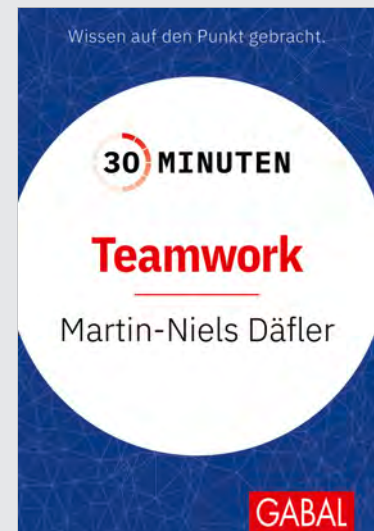 Wissen auf den Punkt gebracht.
30 MINUTEN
Teamwork
Martin-Niels Däfler
GABAL